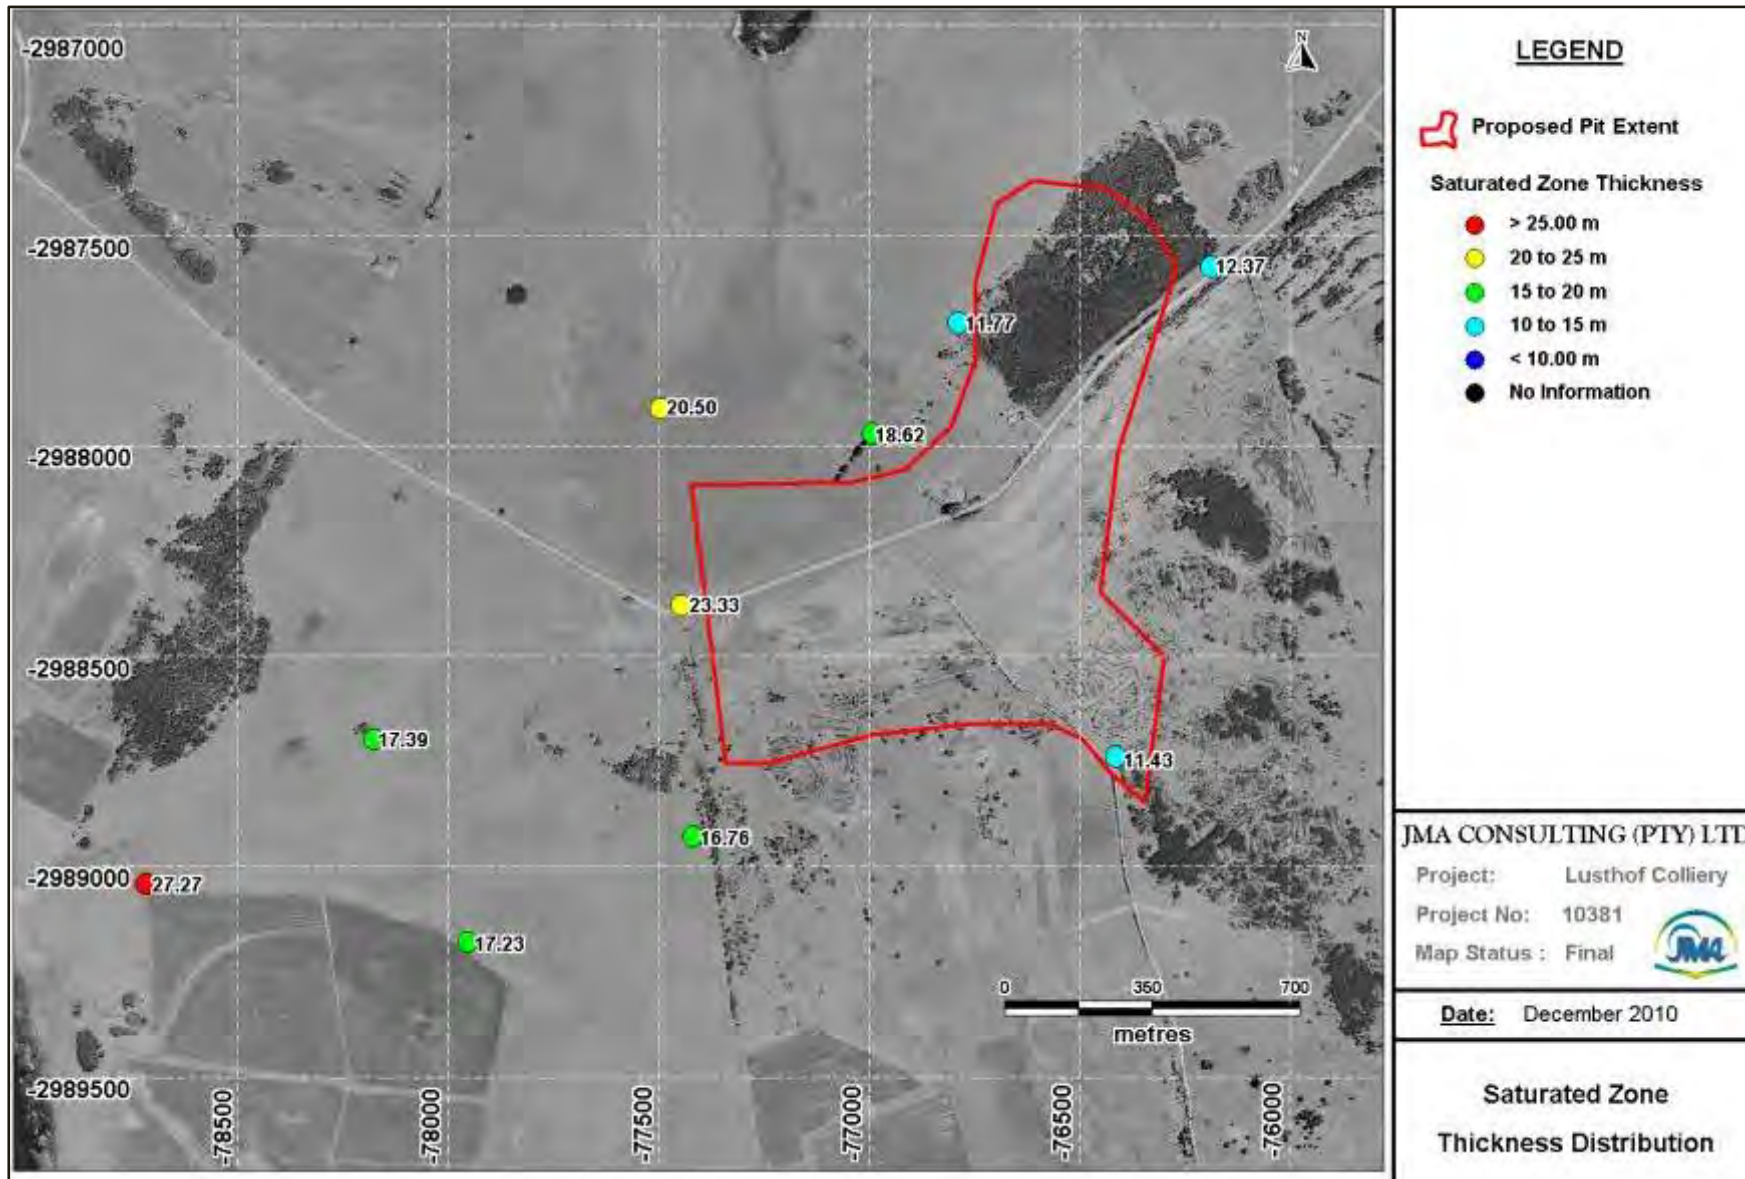 -2987000
N
-2987500
12.37
11.77
20.50
18.62
-2988000
23.33
-2988500
17.39
11.43
16.76
-2989000
27.27
17.23
0 350 700
metres
-2989500
-78500
-78000
-77500
-77000
-76500
-76000
LEGEND
Proposed Pit Extent
Saturated Zone Thickness
> 25.00 m
20 to 25 m
15 to 20 m
10 to 15 m
< 10.00 m
No Information
JMA CONSULTING (PTY) LTD
Project: Lusthof Colliery
Project No: 10381
Map Status : Final
JMA
Date: December 2010
Saturated Zone
Thickness Distribution